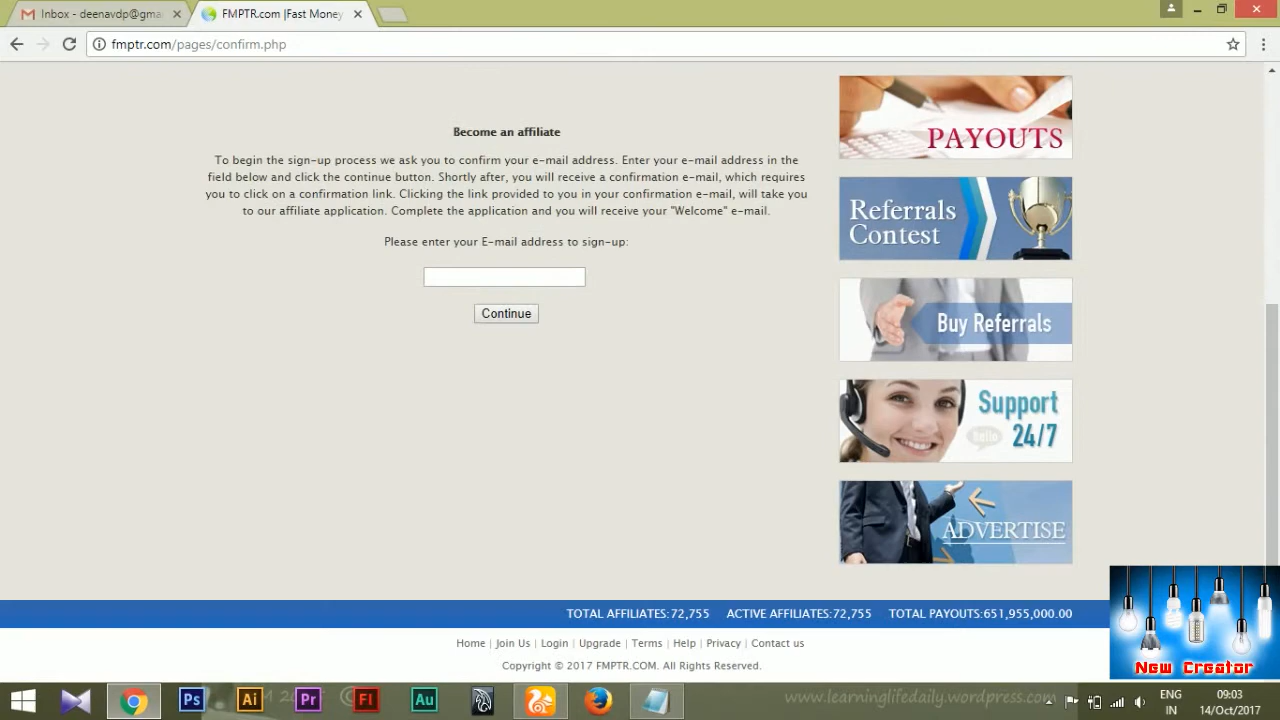 Inbox - deenavdp@gma
FMPTR.com |Fast Money
fmptr.com/pages/confirm.php
PAYOUTS
Become an affiliate
To begin the sign-up process we ask you to confirm your e-mail address. Enter your e-mail address in the
field below and click the continue button. Shortly after, you will receive a confirmation e-mail, which requires
you to click on a confirmation link. Clicking the link provided to you in your confirmation e-mail, will take you
to our affiliate application. Complete the application and you will receive your "Welcome" e-mail.
Please enter your E-mail address to sign-up:
Continue
Referrals
Contest
Buy Referrals
Support
Hello
24/7
ADVERTISE
TOTAL AFFILIATES:72,755 ACTIVE AFFILIATES:72,755 TOTAL PAYOUTS:651,955,000.00
Home | Join Us | Login | Upgrade | Terms | Help | Privacy | Contact us
Copyright © 2017 FMPTR.COM. All Rights Reserved.
New Creator
Ps
Ai
Pr
Fl
Au
www.learninglifedaily.wordpress.com
ENG
IN
09:03
14/Oct/2017